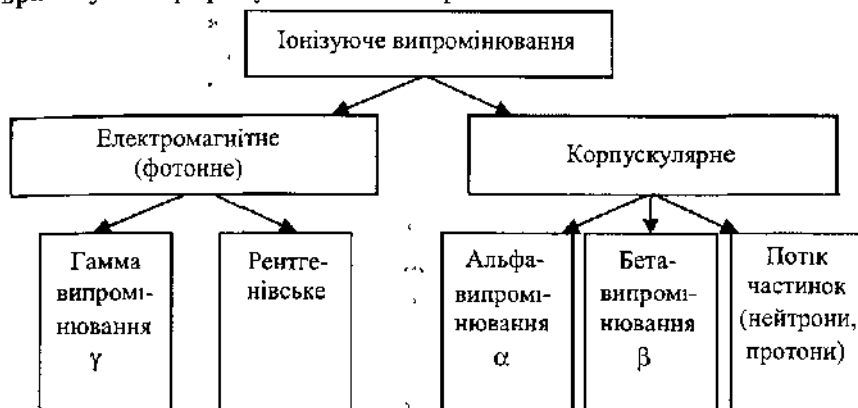 Іонізуюче випромінювання
Електромагнітне
(фотонне)
Корпускулярне
Гамма
випромі-
нювання
γ
Рентге-
нівське
Альфа-
випромі-
нювання
α
Бета-
випромі-
нювання
β
Потік
частинок
(нейтрони,
протони)